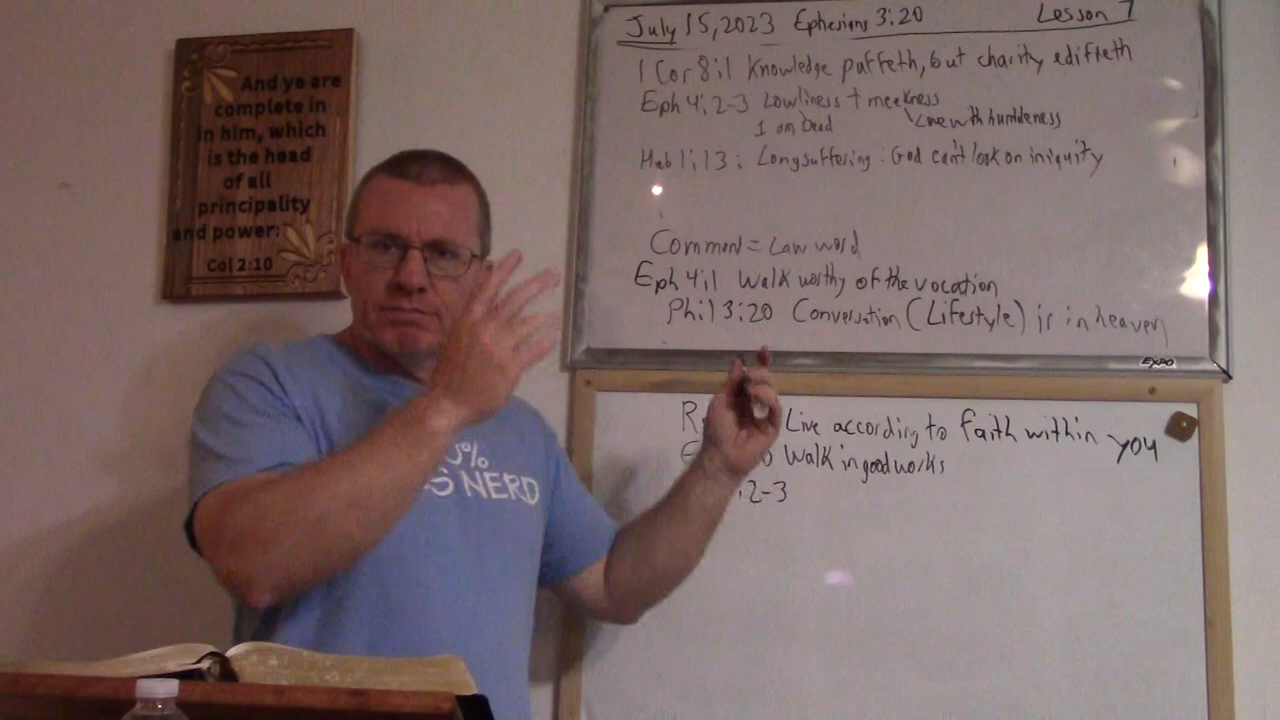 And ye are
complete in
in him, which
is the head
of all
principality
and power:
Col 2:10
July 15, 2023 Ephesians 3:20 Lesson 7
1 Cor 8:1 Knowledge puffeth, but charity edifieth
Eph 4:2-3 Lowliness + meekness
I am Dead Love with humbleness
Hab 1:13: Longsuffering. God can't look on iniquity
Comment = Law word
Eph 4:1 Walk worthy of the vocation
Phil 3:20 Conversation (Lifestyle) is in heaven
EXPO
Live according to faith within you
Walk in good works
:2-3
0%
NERD